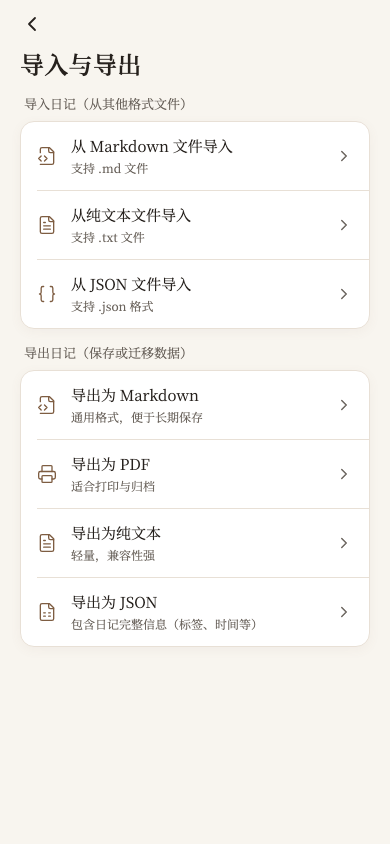 导入与导出
导入日记（从其他格式文件）
从 Markdown 文件导入
支持 .md 文件
从纯文本文件导入
支持 .txt 文件
从 JSON 文件导入
支持 .json 格式
导出日记（保存或迁移数据）
导出为 Markdown
通用格式，便于长期保存
导出为 PDF
适合打印与归档
导出为纯文本
轻量，兼容性强
导出为 JSON
包含日记完整信息（标签、时间等）